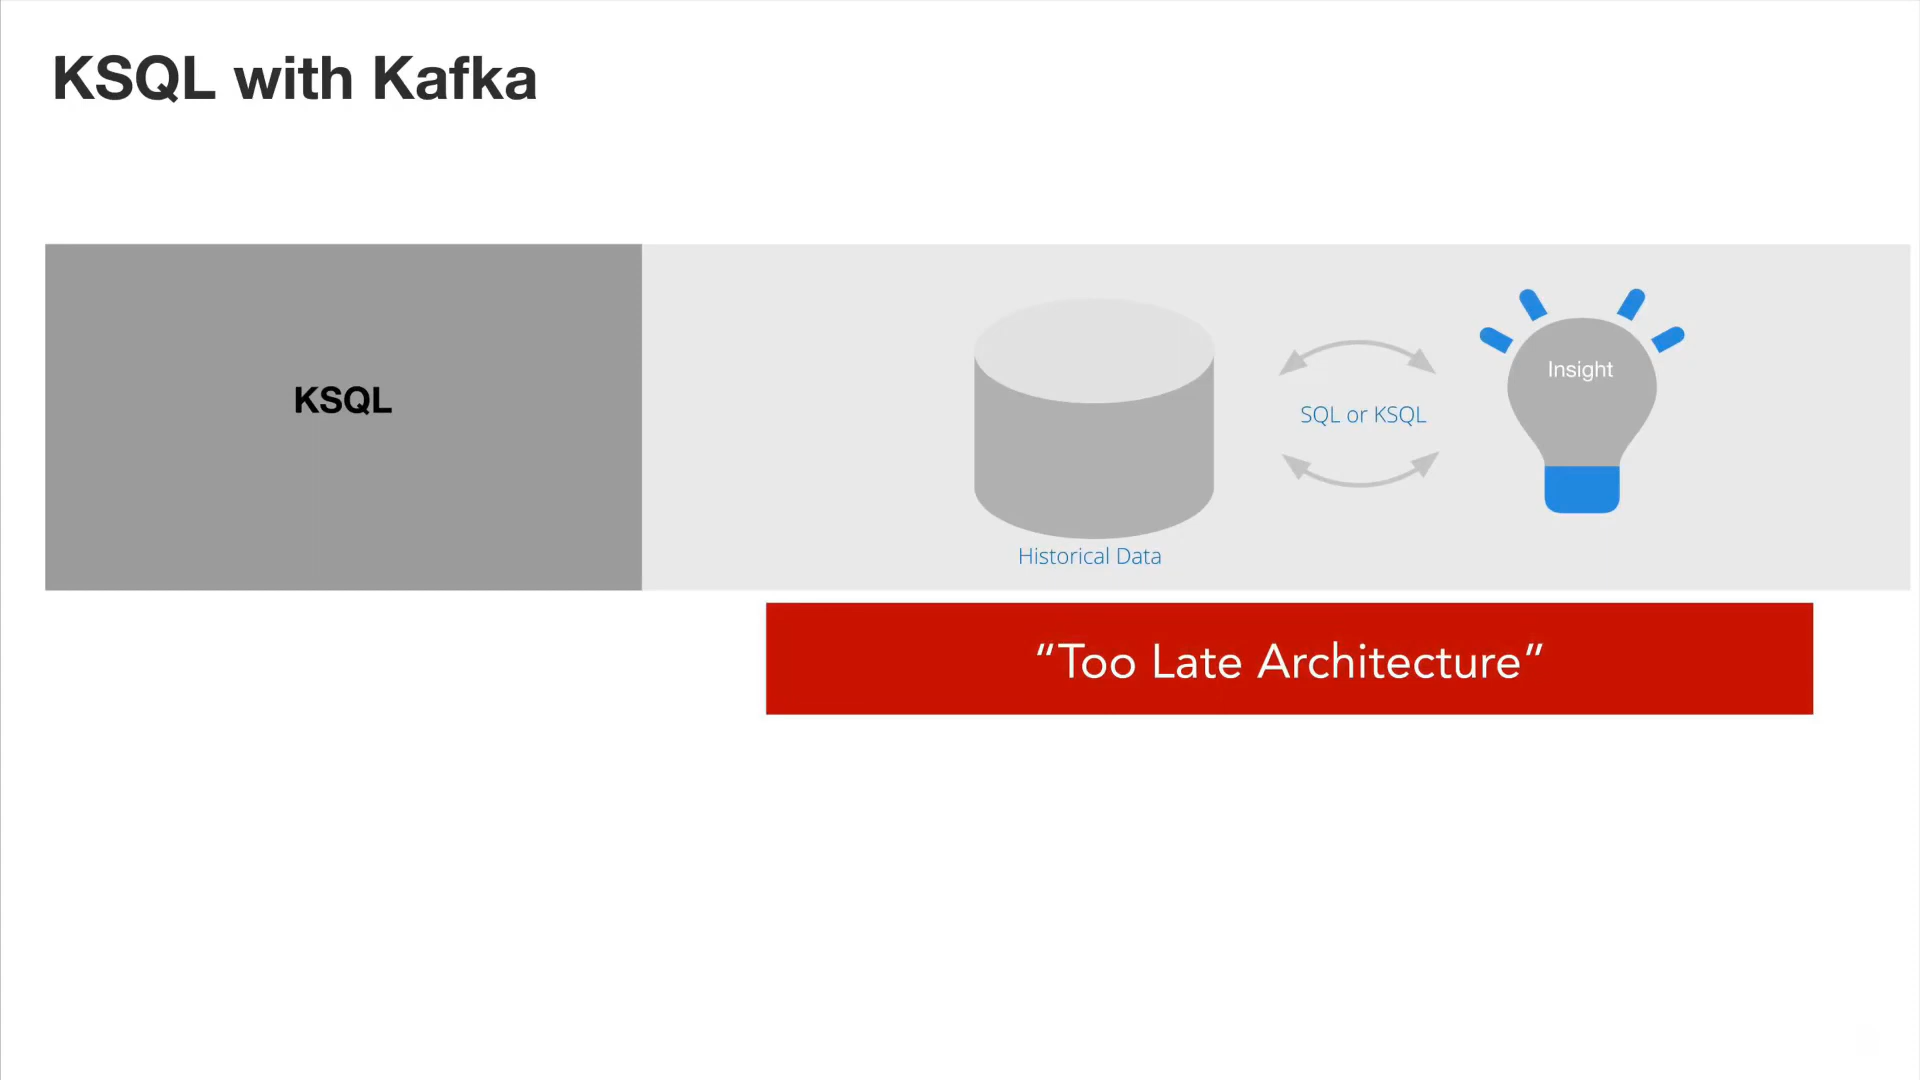 KSQL with Kafka
KSQL
Insight
SQL or KSQL
Historical Data
“Too Late Architecture”